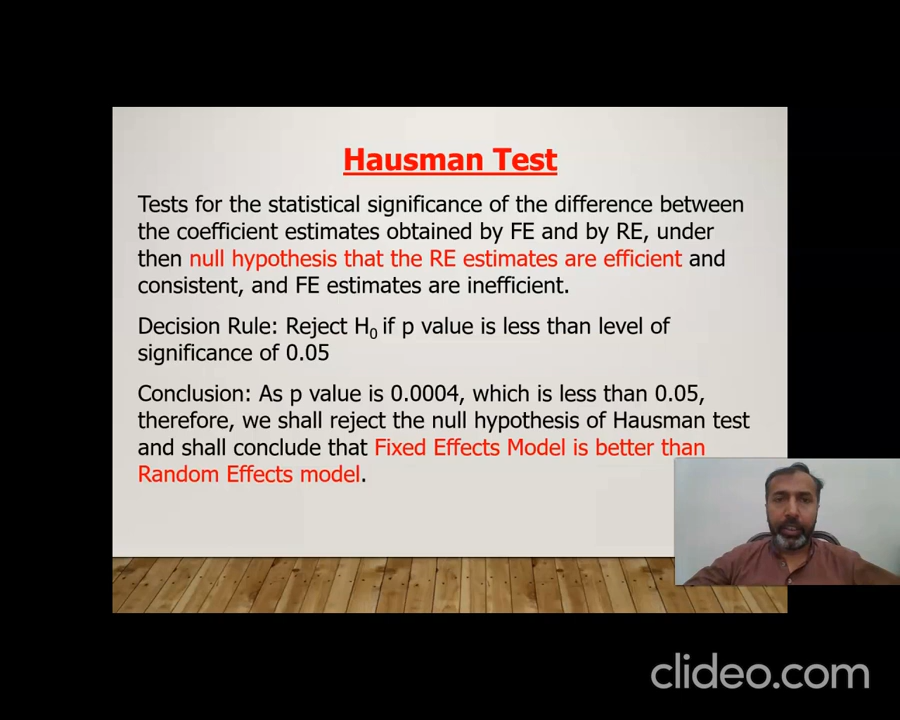 Hausman Test
Tests for the statistical significance of the difference between
the coefficient estimates obtained by FE and by RE, under
then null hypothesis that the RE estimates are efficient and
consistent, and FE estimates are inefficient.
Decision Rule: Reject H0 if p value is less than level of
significance of 0.05
Conclusion: As p value is 0.0004, which is less than 0.05,
therefore, we shall reject the null hypothesis of Hausman test
and shall conclude that Fixed Effects Model is better than
Random Effects model.
clideo.com